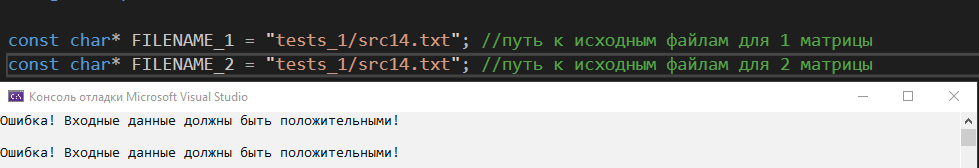 const char* FILENAME_1 = "tests_1/src14.txt"; //путь к исходным файлам для 1 матрицы
const char* FILENAME_2 = "tests_1/src14.txt"; //путь к исходным файлам для 2 матрицы
Консоль отладки Microsoft Visual Studio
Ошибка! Входные данные должны быть положительными!
Ошибка! Входные данные должны быть положительными!